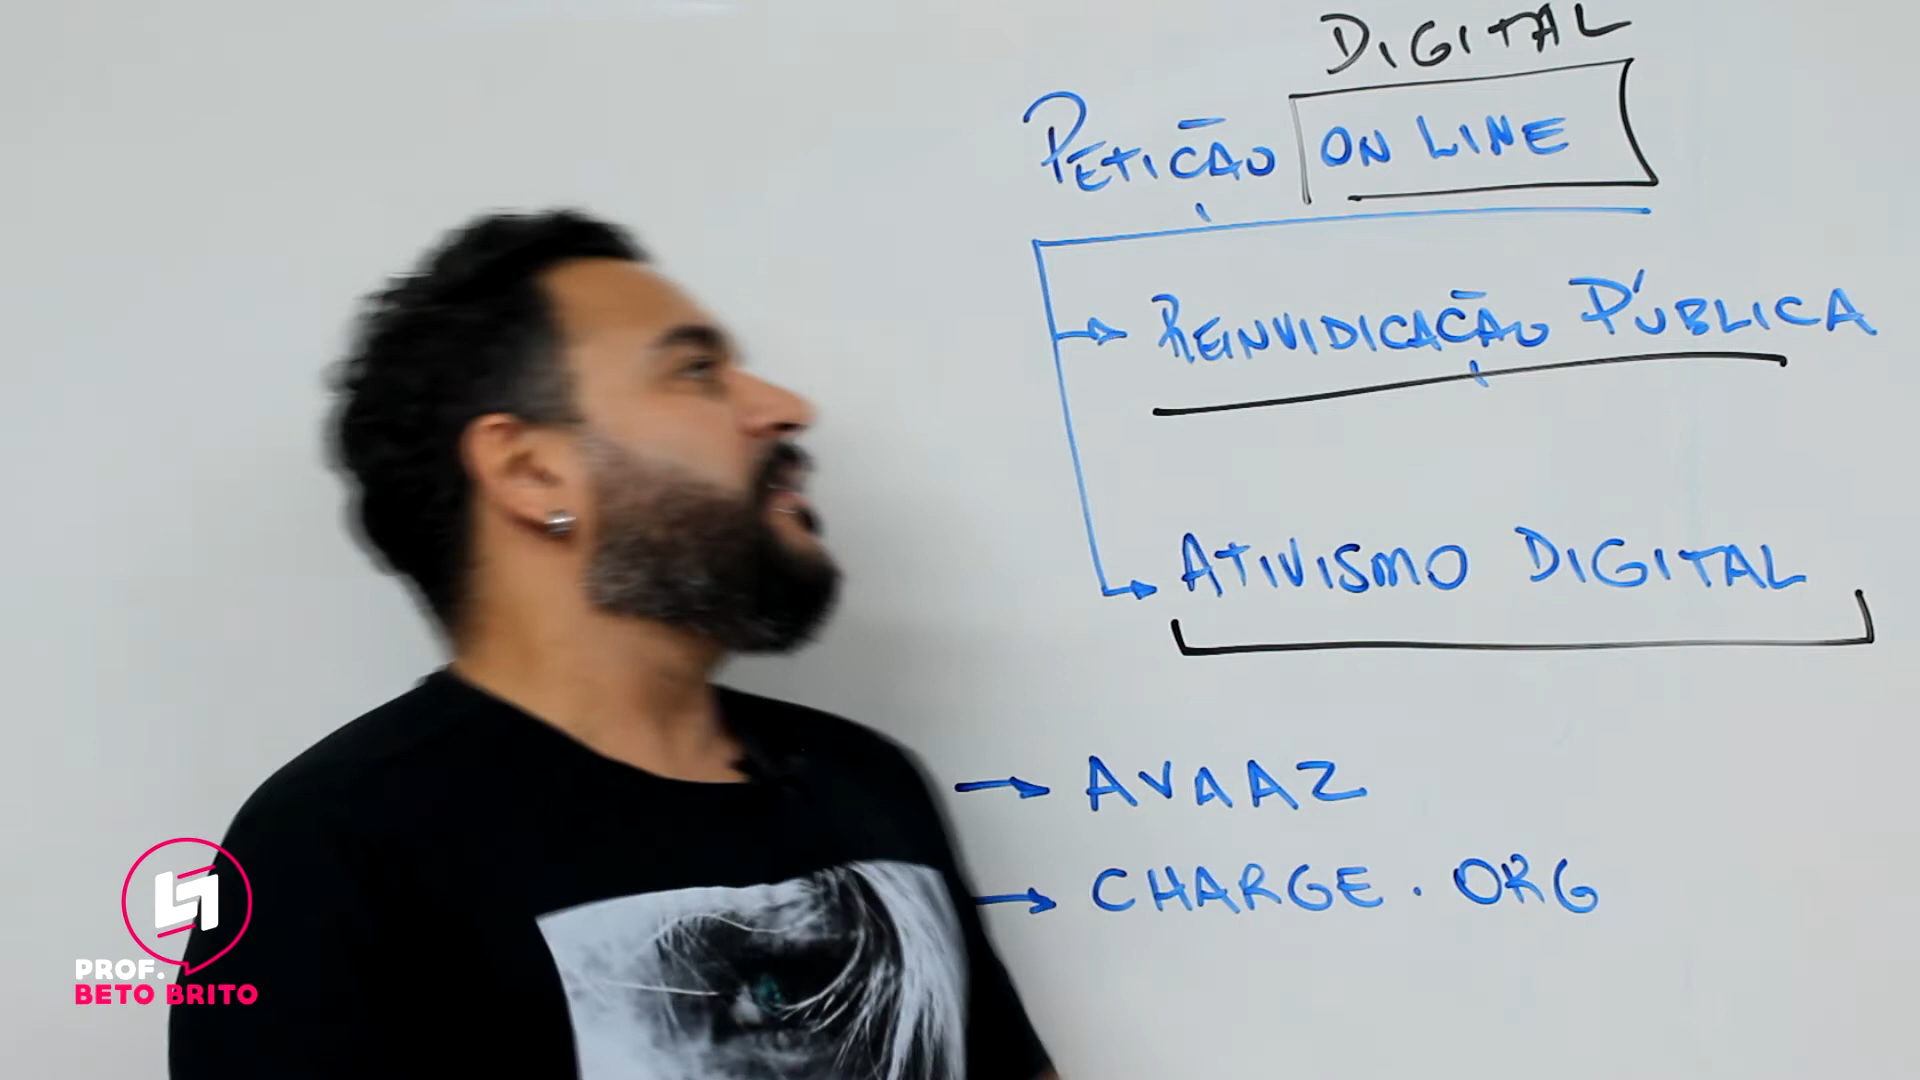 DIGITAL
PETIÇÃO ON LINE
REINVIDICAÇÃO PÚBLICA
ATIVISMO DIGITAL
AVAAZ
CHARGE.ORG
PROF.
BETO BRITO